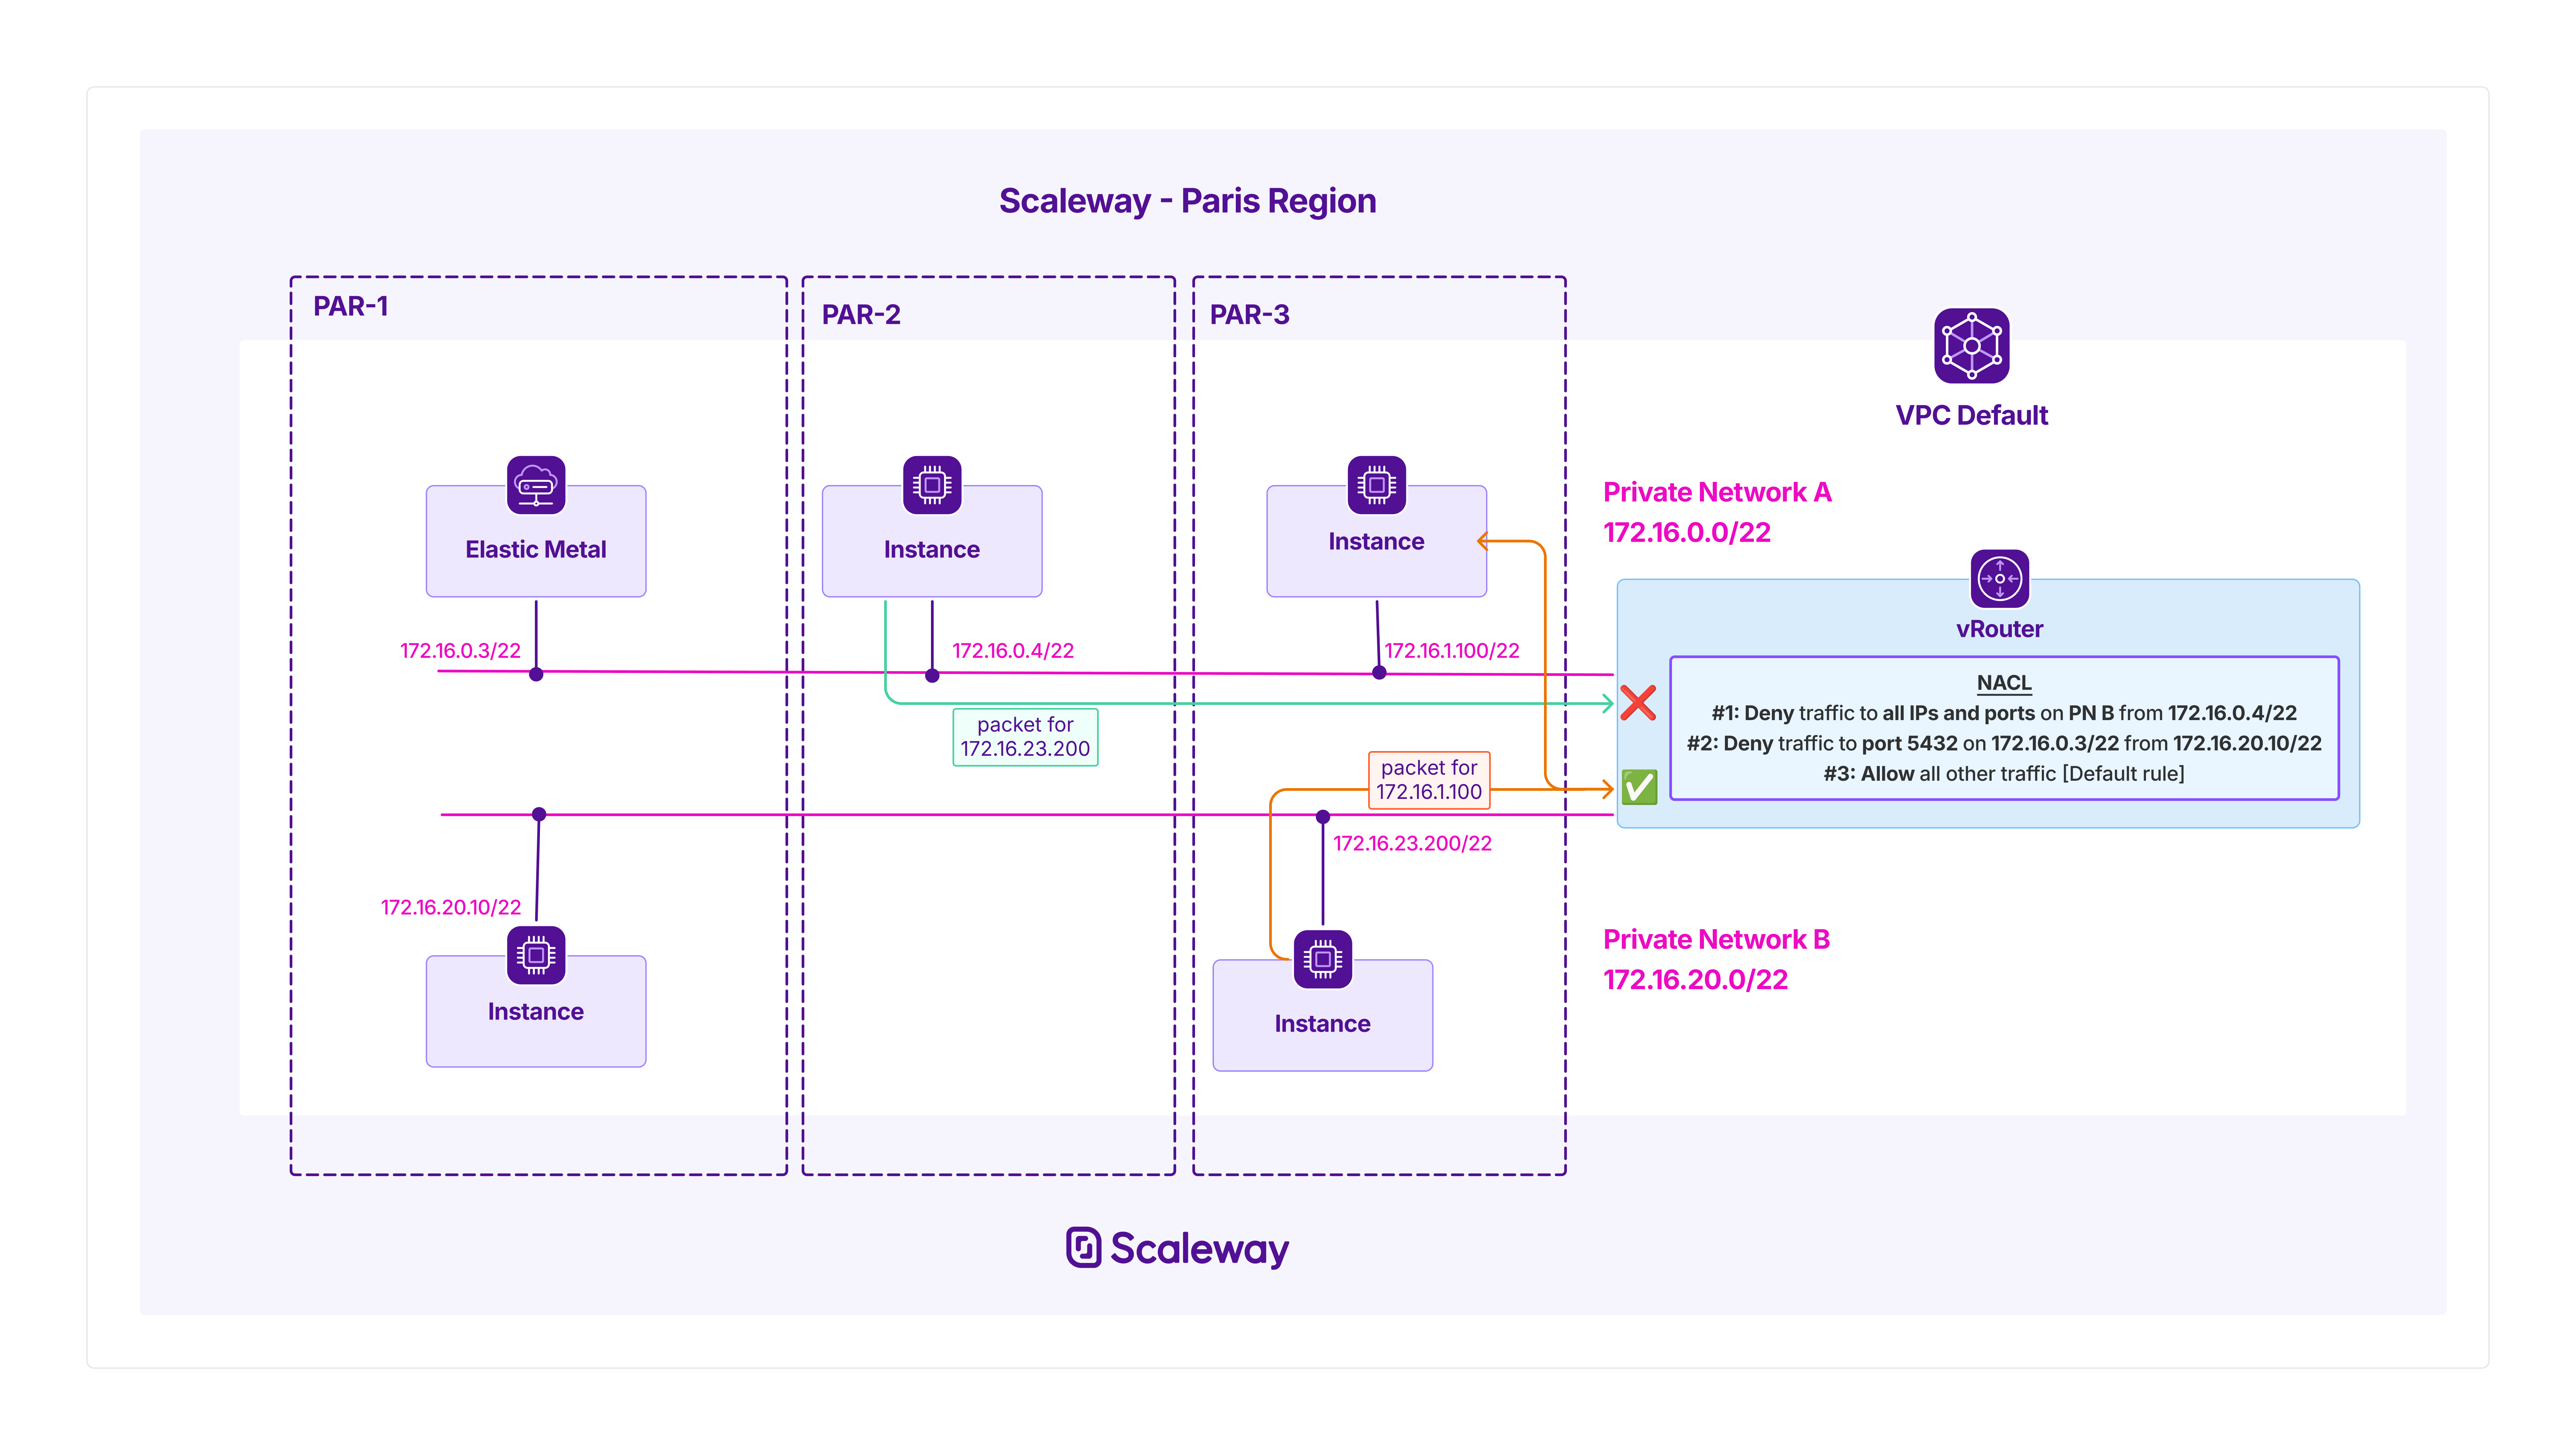 Scaleway - Paris Region
PAR-1
PAR-2
PAR-3
VPC Default
Elastic Metal
Instance
Instance
Private Network A
172.16.0.0/22
172.16.0.3/22
172.16.0.4/22
172.16.1.100/22
vRouter
NACL
#1: Deny traffic to all IPs and ports on PN B from 172.16.0.4/22
#2: Deny traffic to port 5432 on 172.16.0.3/22 from 172.16.20.10/22
#3: Allow all other traffic [Default rule]
packet for
172.16.23.200
packet for
172.16.1.100
172.16.23.200/22
172.16.20.10/22
Instance
Instance
Private Network B
172.16.20.0/22
Scaleway